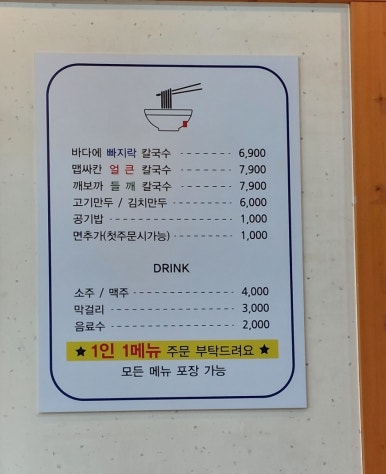 바다에 빠지락 칼국수 6,900
맵싸칸 얼 큰 칼국수 7,900
깨보까 들 깨 칼국수 7,900
고기만두 / 김치만두 6,000
공기밥 1,000
면추가(첫주문시가능) 1,000
DRINK
소주 / 맥주 4,000
막걸리 3,000
음료수 2,000
★ 1인 1메뉴 주문 부탁드려요 ★
모든 메뉴 포장 가능